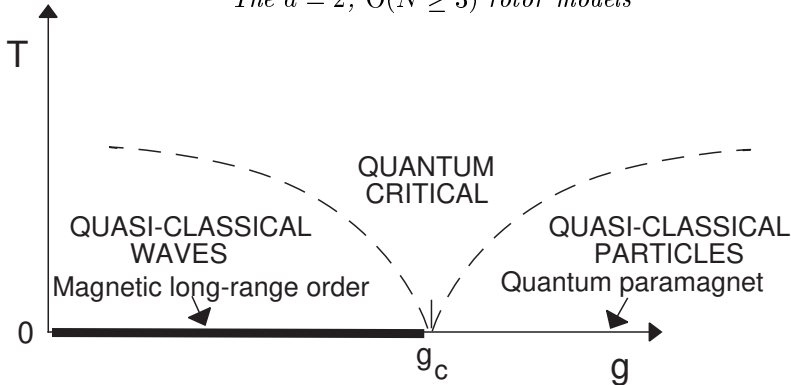 The d = 2, O(N ≥ 3) rotor models
T
QUANTUM
CRITICAL
QUASI-CLASSICAL
WAVES
QUASI-CLASSICAL
PARTICLES
Magnetic long-range order
Quantum paramagnet
0
g_c
g